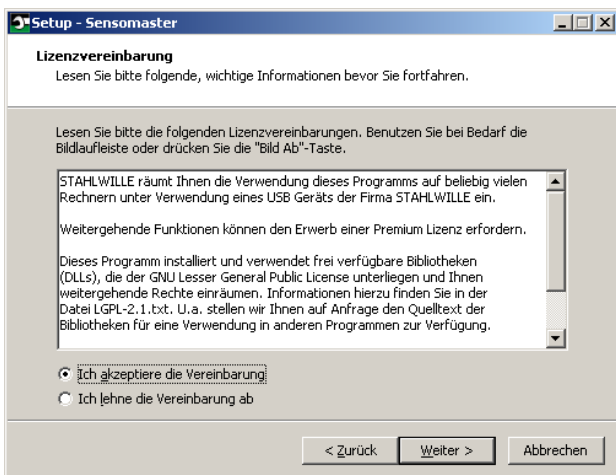 Setup - Sensomaster
Lizenzvereinbarung
Lesen Sie bitte folgende, wichtige Informationen bevor Sie fortfahren.
Lesen Sie bitte die folgenden Lizenzvereinbarungen. Benutzen Sie bei Bedarf die
Bildlaufleiste oder drücken Sie die "Bild Ab"-Taste.
STAHLWILLE räumt Ihnen die Verwendung dieses Programms auf beliebig vielen
Rechnern unter Verwendung eines USB Geräts der Firma STAHLWILLE ein.
Weitergehende Funktionen können den Erwerb einer Premium Lizenz erfordern.
Dieses Programm installiert und verwendet frei verfügbare Bibliotheken
(DLLs), die der GNU Lesser General Public License unterliegen und Ihnen
weitergehende Rechte einräumen. Informationen hierzu finden Sie in der
Datei LGPL-2.1.txt. U.a. stellen wir Ihnen auf Anfrage den Quelltext der
Bibliotheken für eine Verwendung in anderen Programmen zur Verfügung.
Ich akzeptiere die Vereinbarung
Ich lehne die Vereinbarung ab
< Zurück
Weiter >
Abbrechen